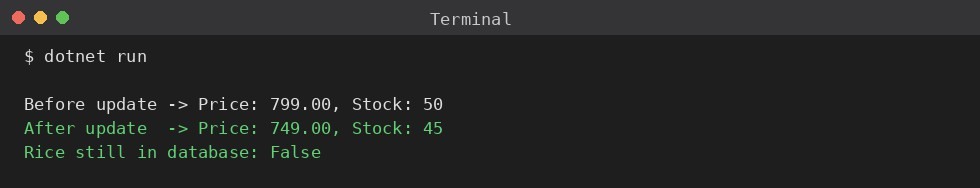 Terminal
$ dotnet run
Before update -> Price: 799.00, Stock: 50
After update  -> Price: 749.00, Stock: 45
Rice still in database: False